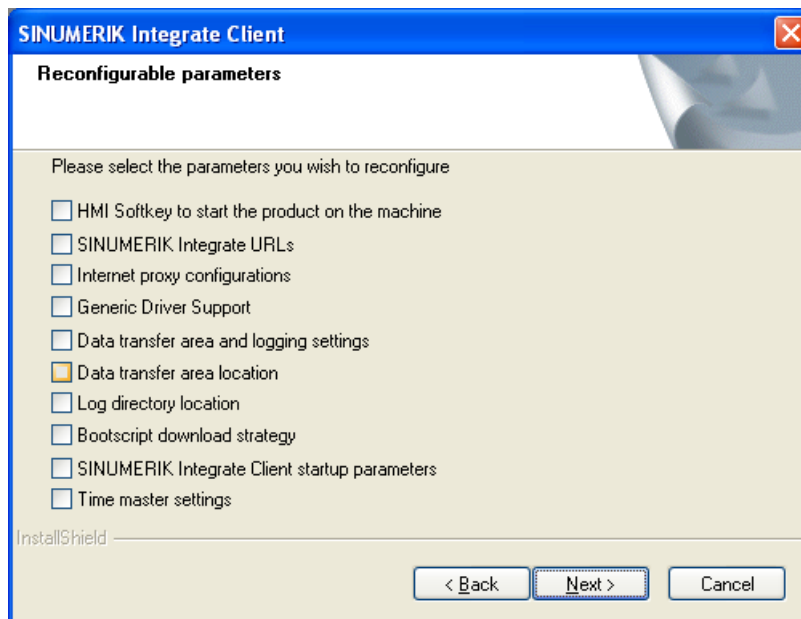 SINUMERIK Integrate Client
Reconfigurable parameters
Please select the parameters you wish to reconfigure
HMI Softkey to start the product on the machine
SINUMERIK Integrate URLs
Internet proxy configurations
Generic Driver Support
Data transfer area and logging settings
Data transfer area location
Log directory location
Bootscript download strategy
SINUMERIK Integrate Client startup parameters
Time master settings
InstallShield
< Back Next > Cancel